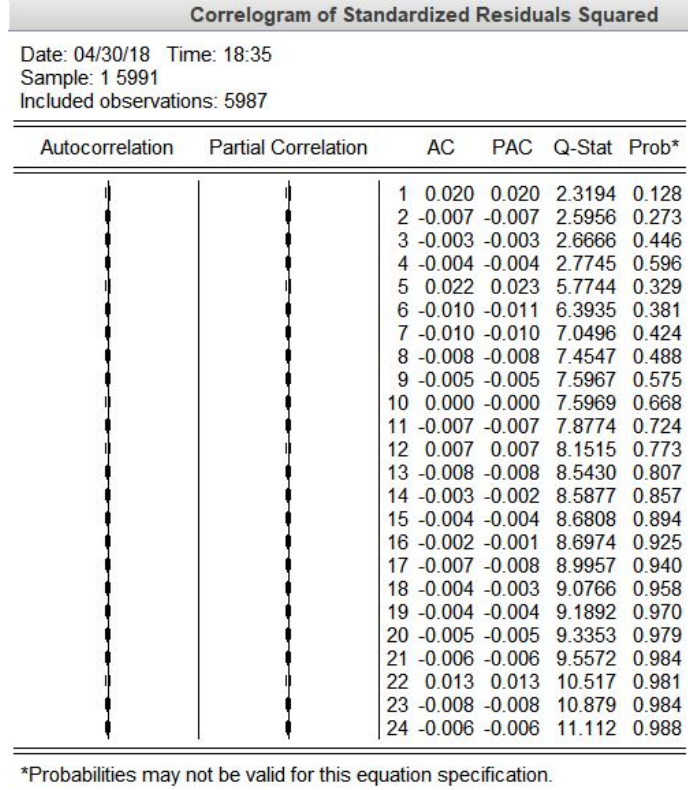 Correlogram of Standardized Residuals Squared
Date: 04/30/18 Time: 18:35
Sample: 1 5991
Included observations: 5987
Autocorrelation Partial Correlation AC PAC Q-Stat Prob*
1 0.020 0.020 2.3194 0.128
2 -0.007 -0.007 2.5956 0.273
3 -0.003 -0.003 2.6666 0.446
4 -0.004 -0.004 2.7745 0.596
5 0.022 0.023 5.7744 0.329
6 -0.010 -0.011 6.3935 0.381
7 -0.010 -0.010 7.0496 0.424
8 -0.008 -0.008 7.4547 0.488
9 -0.005 -0.005 7.5967 0.575
10 0.000 -0.000 7.5969 0.668
11 -0.007 -0.007 7.8774 0.724
12 0.007 0.007 8.1515 0.773
13 -0.008 -0.008 8.5430 0.807
14 -0.003 -0.002 8.5877 0.857
15 -0.004 -0.004 8.6808 0.894
16 -0.002 -0.001 8.6974 0.925
17 -0.007 -0.008 8.9957 0.940
18 -0.004 -0.003 9.0766 0.958
19 -0.004 -0.004 9.1892 0.970
20 -0.005 -0.005 9.3353 0.979
21 -0.006 -0.006 9.5572 0.984
22 0.013 0.013 10.517 0.981
23 -0.008 -0.008 10.879 0.984
24 -0.006 -0.006 11.112 0.988
*Probabilities may not be valid for this equation specification.